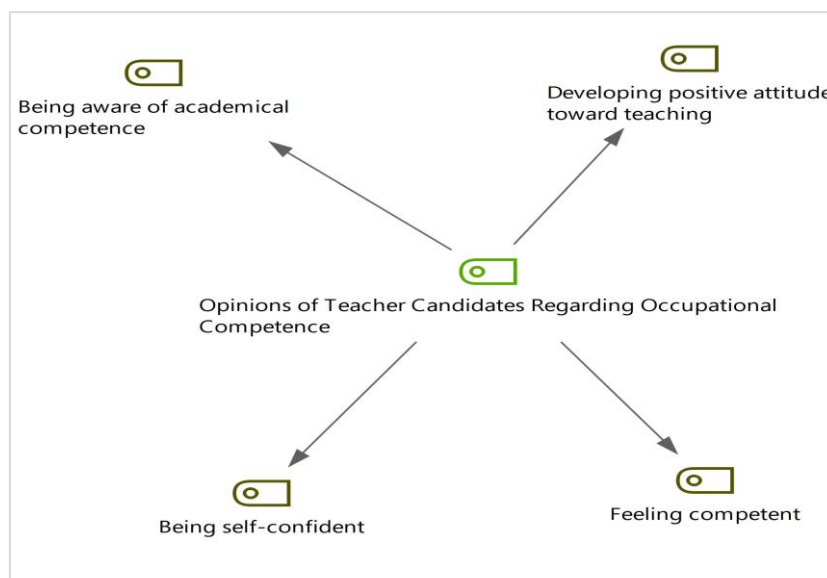 Being aware of academical
competence
Developing positive attitude
toward teaching
Opinions of Teacher Candidates Regarding Occupational
Competence
Being self-confident
Feeling competent